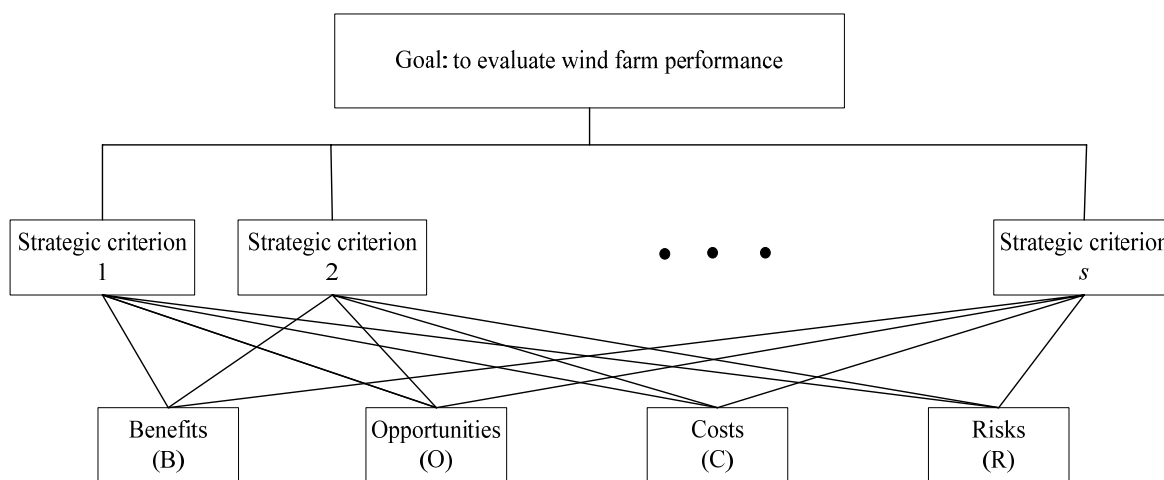 Goal: to evaluate wind farm performance
Strategic criterion
1
Strategic criterion
2
Strategic criterion
s
Benefits
(B)
Opportunities
(O)
Costs
(C)
Risks
(R)